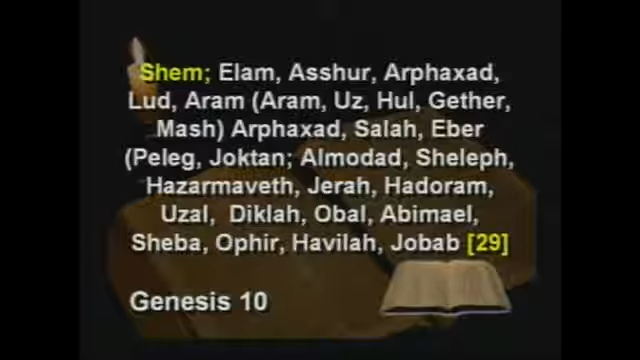 Shem; Elam, Asshur, Arphaxad,
Lud, Aram (Aram, Uz, Hul, Gether,
Mash) Arphaxad, Salah, Eber
(Peleg, Joktan; Almodad, Sheleph,
Hazarmaveth, Jerah, Hadoram,
Uzal, Diklah, Obal, Abimael,
Sheba, Ophir, Havilah, Jobab [29]
Genesis 10